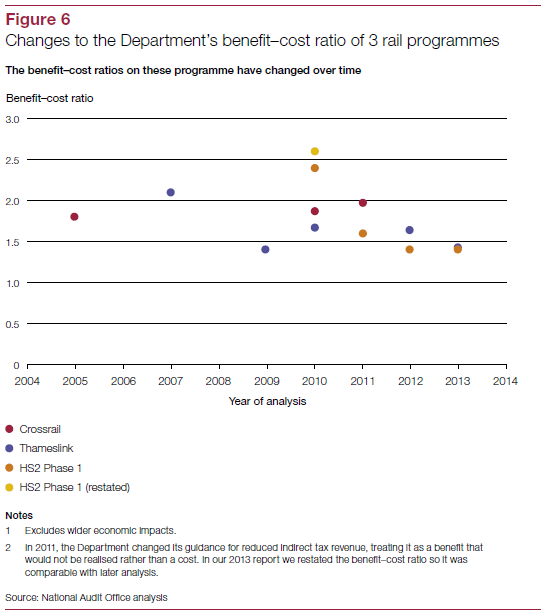 Figure 6
Changes to the Department's benefit–cost ratio of 3 rail programmes
The benefit–cost ratios on these programme have changed over time
Benefit–cost ratio
3.0
2.5
2.0
1.5
1.0
0.5
0
2004 2005 2006 2007 2008 2009 2010 2011 2012 2013 2014
Year of analysis
Crossrail
Thameslink
HS2 Phase 1
HS2 Phase 1 (restated)
Notes
1 Excludes wider economic impacts.
2 In 2011, the Department changed its guidance for reduced indirect tax revenue, treating it as a benefit that
would not be realised rather than a cost. In our 2013 report we restated the benefit–cost ratio so it was
comparable with later analysis.
Source: National Audit Office analysis